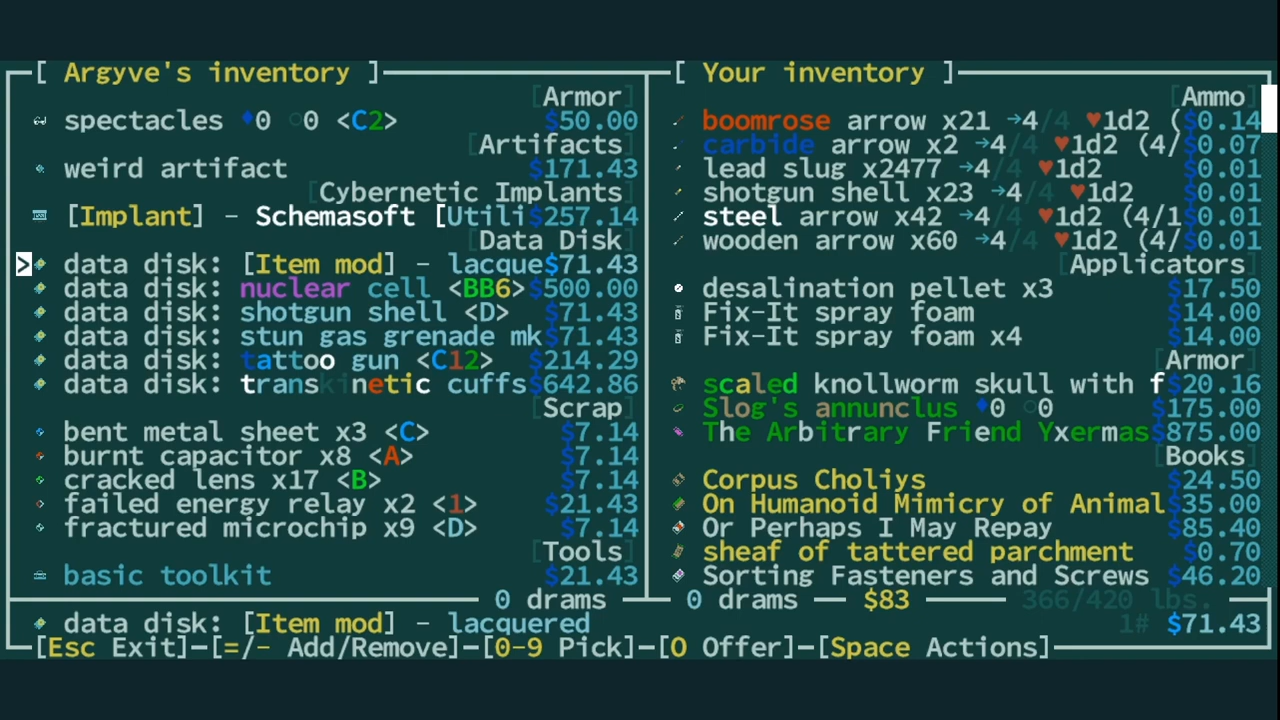 [ Argyve's inventory ]
[Armor]
spectacles ♦0 ○0 <C2> $50.00
[Artifacts]
weird artifact $171.43
[Cybernetic Implants]
[Implant] - Schemasoft [Utili $257.14
[Data Disk]
> data disk: [Item mod] - lacque $71.43
data disk: nuclear cell <BB6> $500.00
data disk: shotgun shell <D> $71.43
data disk: stun gas grenade mk $71.43
data disk: tattoo gun <C12> $214.29
data disk: transkinetic cuffs $642.86
[Scrap]
bent metal sheet x3 <C> $7.14
burnt capacitor x8 <A> $7.14
cracked lens x17 <B> $7.14
failed energy relay x2 <1> $21.43
fractured microchip x9 <D> $7.14
[Tools]
basic toolkit $21.43
0 drams
[ Your inventory ]
[Ammo]
boomrose arrow x21 →4/4 ♥1d2 ( $0.14
carbide arrow x2 →4/4 ♥1d2 (4/ $0.07
lead slug x2477 →4/4 ♥1d2 $0.01
shotgun shell x23 →4/4 ♥1d2 $0.01
steel arrow x42 →4/4 ♥1d2 (4/1 $0.01
wooden arrow x60 →4/4 ♥1d2 (4/ $0.01
[Applicators]
desalination pellet x3 $17.50
Fix-It spray foam $14.00
Fix-It spray foam x4 $14.00
[Armor]
scaled knollworm skull with f $20.16
Slog's annunclus ♦0 ○0 $175.00
The Arbitrary Friend Yxermas $875.00
[Books]
Corpus Choliys $24.50
On Humanoid Mimicry of Animal $35.00
Or Perhaps I May Repay $85.40
sheaf of tattered parchment $0.70
Sorting Fasteners and Screws $46.20
0 drams $83 366/420 lbs.
data disk: [Item mod] - lacquered 1# $71.43
[Esc Exit]-[=/- Add/Remove]-[0-9 Pick]-[O Offer]-[Space Actions]